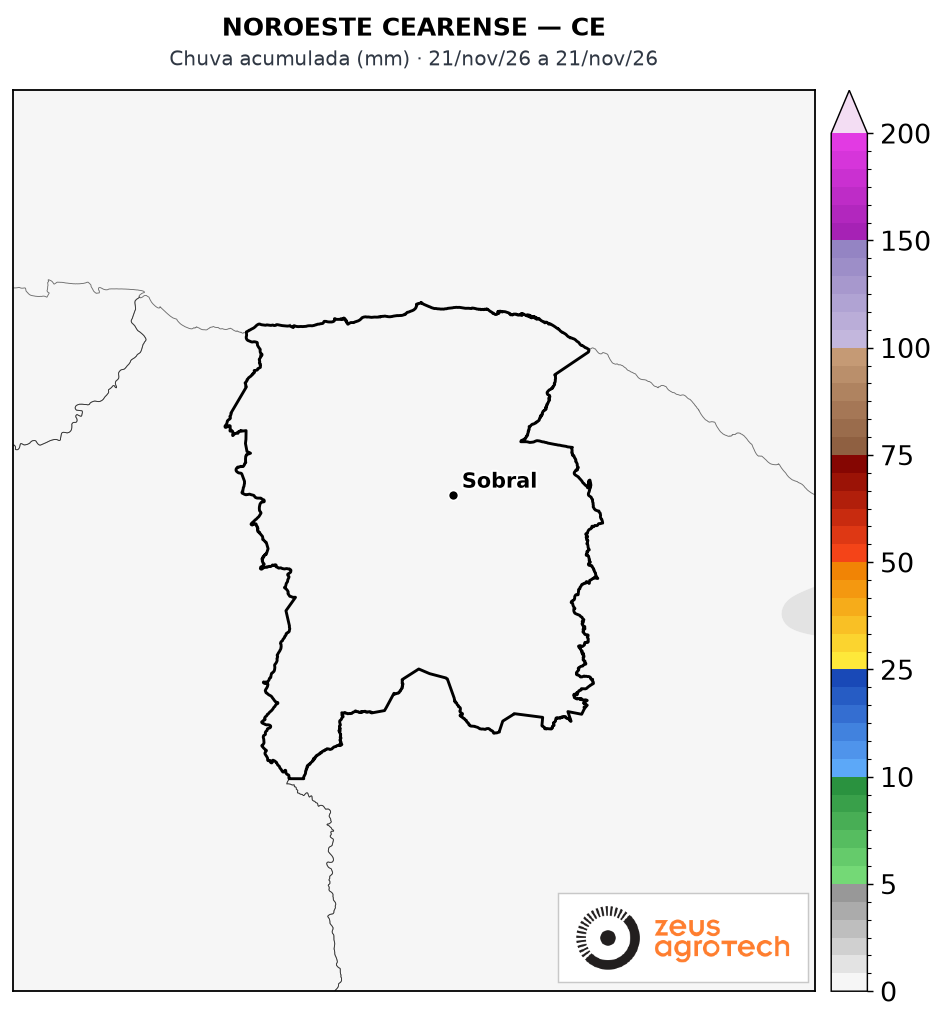 NOROESTE CEARENSE — CE
Chuva acumulada (mm) · 21/nov/26 a 21/nov/26
200
150
100
75
50
25
10
5
0
Sobral
zeus
agrotech